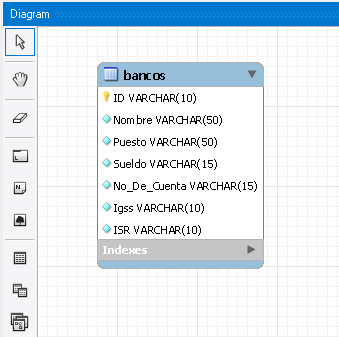 Diagram
bancos
ID VARCHAR(10)
Nombre VARCHAR(50)
Puesto VARCHAR(50)
Sueldo VARCHAR(15)
No_De_Cuenta VARCHAR(15)
Igss VARCHAR(10)
ISR VARCHAR(10)
Indexes